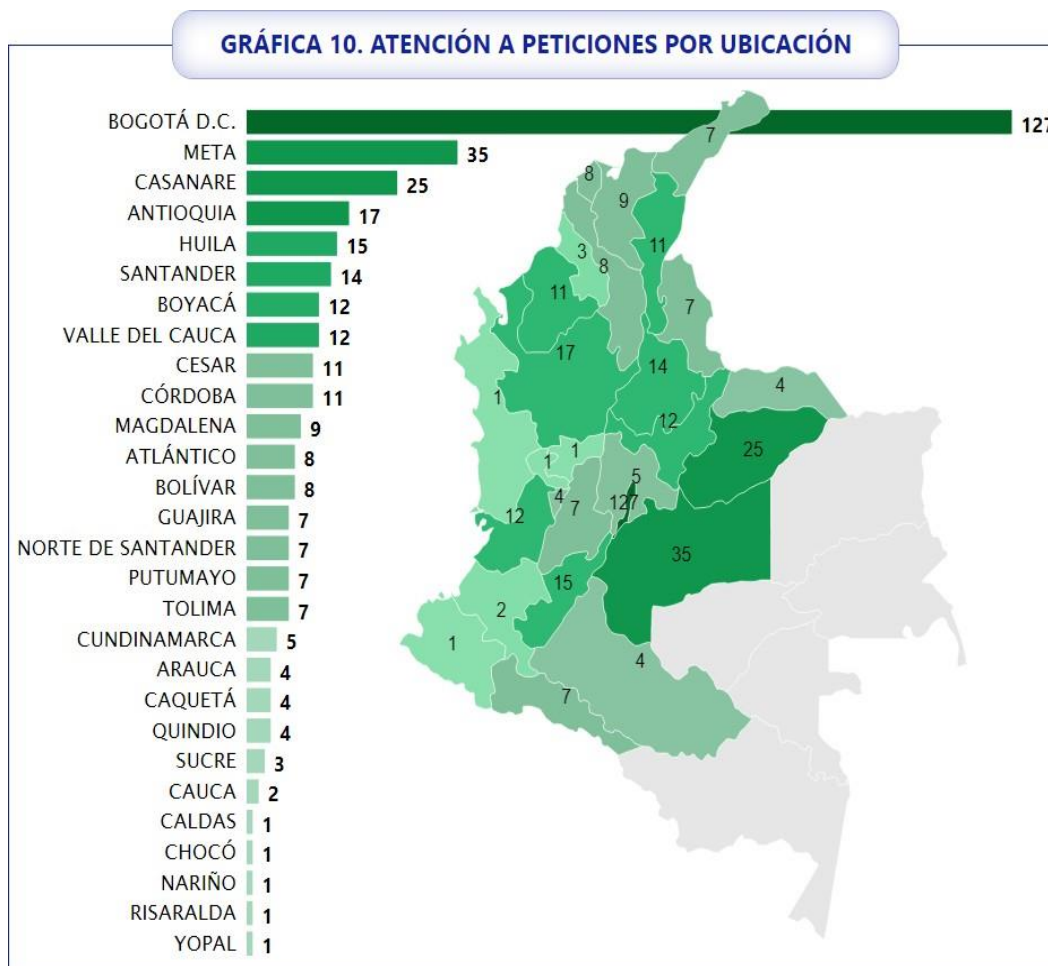 GRÁFICA 10. ATENCIÓN A PETICIONES POR UBICACIÓN
BOGOTÁ D.C. 127
META 35
CASANARE 25
ANTIOQUIA 17
HUILA 15
SANTANDER 14
BOYACÁ 12
VALLE DEL CAUCA 12
CESAR 11
CÓRDOBA 11
MAGDALENA 9
ATLÁNTICO 8
BOLÍVAR 8
GUAJIRA 7
NORTE DE SANTANDER 7
PUTUMAYO 7
TOLIMA 7
CUNDINAMARCA 5
ARAUCA 4
CAQUETÁ 4
QUINDIO 4
SUCRE 3
CAUCA 2
CALDAS 1
CHOCÓ 1
NARIÑO 1
RISARALDA 1
YOPAL 1
7
8
9
3
11
8
11
7
17
14
4
1
12
25
1
1
5
4
7
127
12
35
15
2
1
4
7